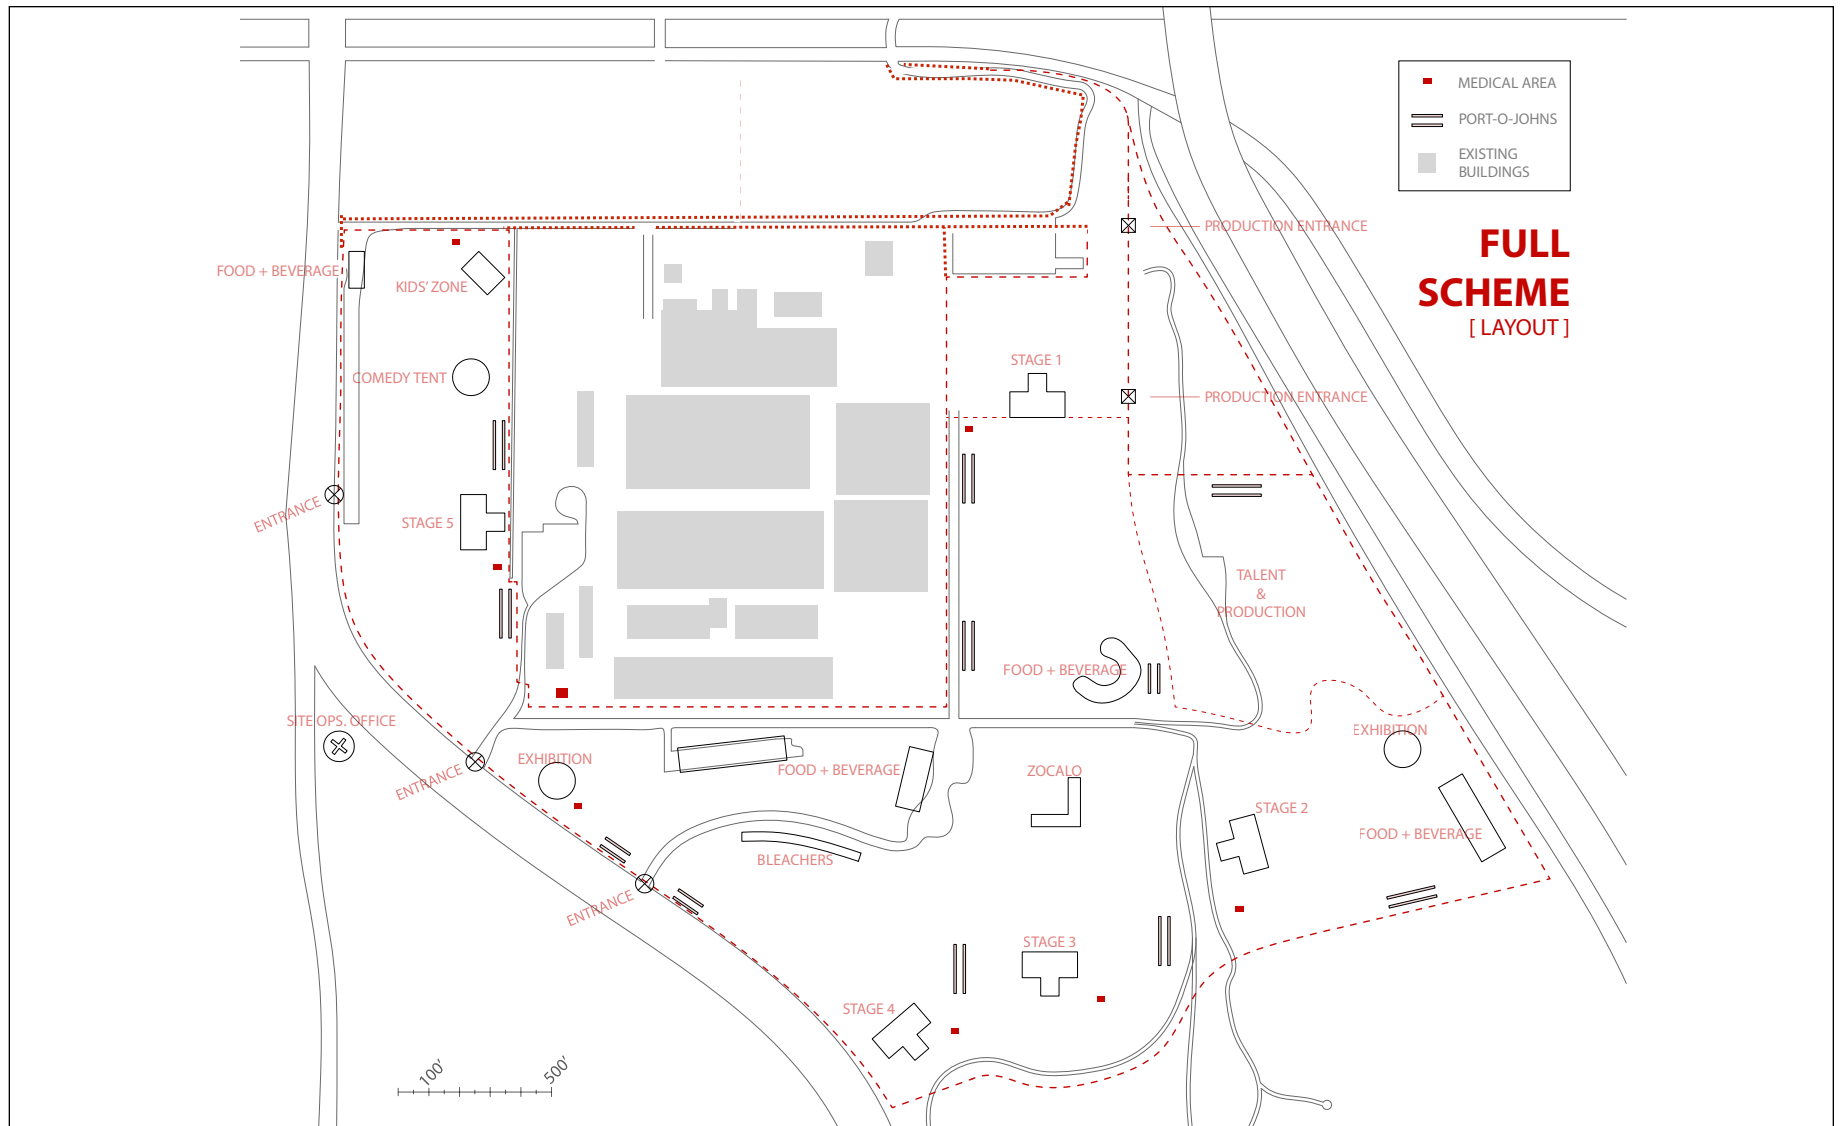 MEDICAL AREA
PORT-O-JOHNS
EXISTING
BUILDINGS
FULL
SCHEME
[ LAYOUT ]
PRODUCTION ENTRANCE
FOOD + BEVERAGE
KIDS' ZONE
STAGE 1
COMEDY TENT
PRODUCTION ENTRANCE
ENTRANCE
STAGE 5
TALENT
&
PRODUCTION
FOOD + BEVERAGE
SITE OPS. OFFICE
EXHIBITION
EXHIBITION
ENTRANCE
FOOD + BEVERAGE
ZOCALO
STAGE 2
FOOD + BEVERAGE
BLEACHERS
ENTRANCE
STAGE 3
STAGE 4
100'
500'